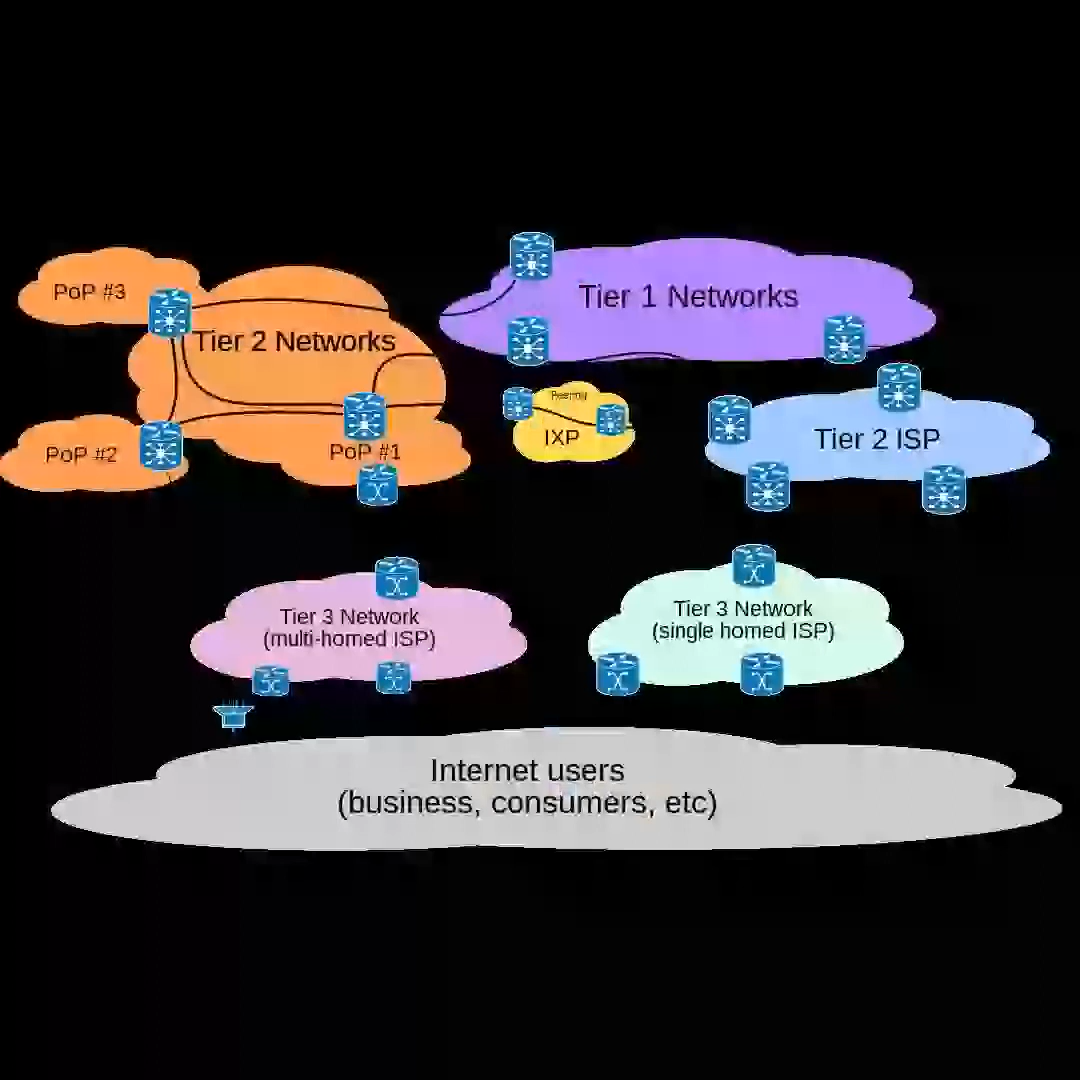 Tier 1 Networks
PoP #3
Tier 2 Networks
Peering
IXP
Tier 2 ISP
PoP #2
PoP #1
Tier 3 Network
(multi-homed ISP)
Tier 3 Network
(single homed ISP)
Internet users
(business, consumers, etc)